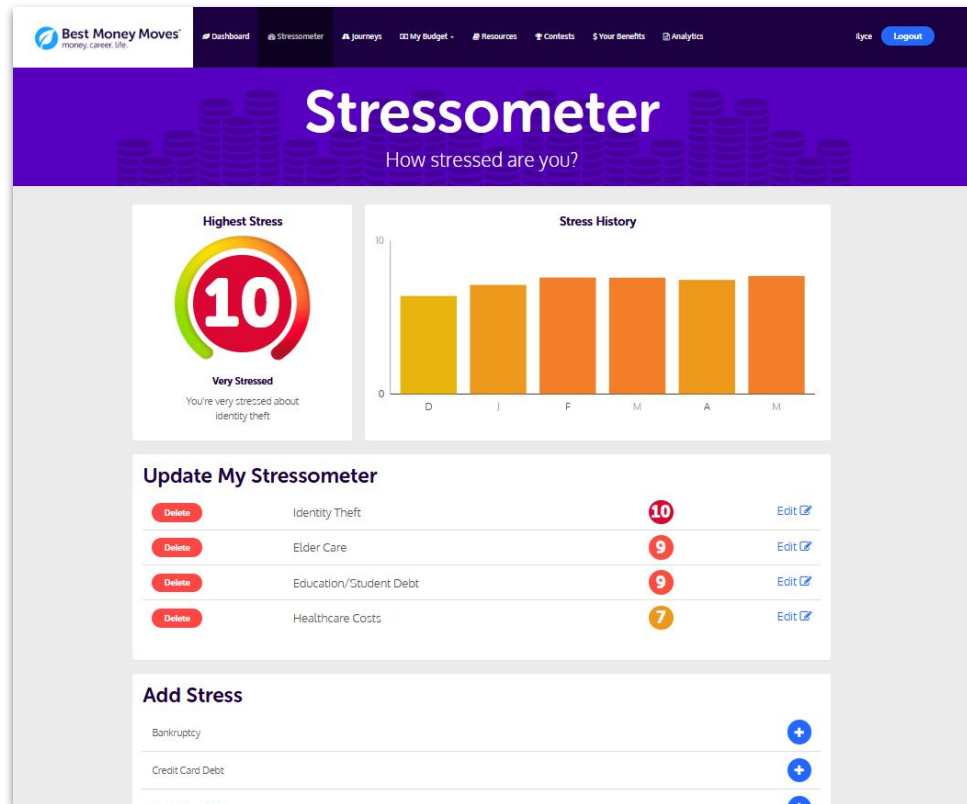 Best Money Moves®
money. career. life.
Dashboard Stressometer Journeys My Budget Resources Contests $ Your Benefits Analytics
Ilyce Logout
Stressometer
How stressed are you?
Highest Stress
10
Very Stressed
You're very stressed about
identity theft
Stress History
10
0
D J F M A M
Update My Stressometer
Delete Identity Theft 10 Edit
Delete Elder Care 9 Edit
Delete Education/Student Debt 9 Edit
Delete Healthcare Costs 7 Edit
Add Stress
Bankruptcy
Credit Card Debt